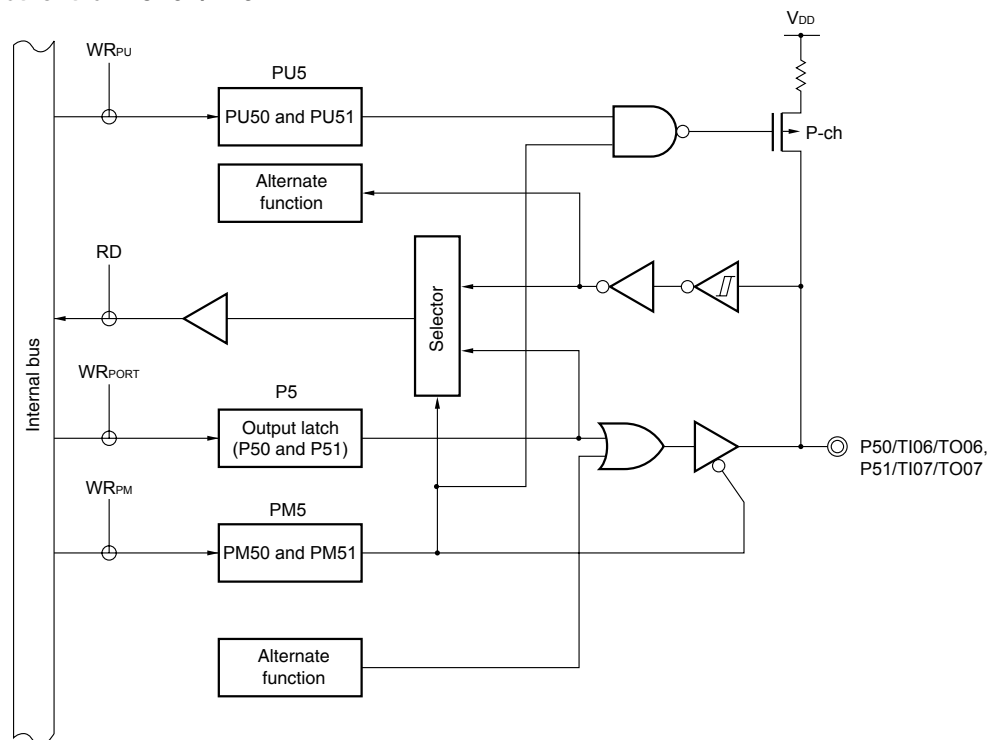 VDD
WRPU
PU5
PU50 and PU51
P-ch
Alternate
function
RD
Selector
Internal bus
WRPORT
P5
Output latch
(P50 and P51)
P50/TI06/TO06,
P51/TI07/TO07
WRPM
PM5
PM50 and PM51
Alternate
function